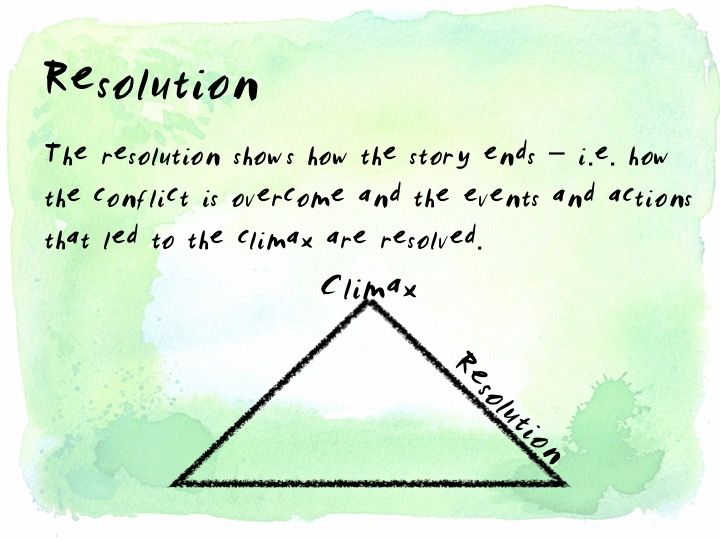 Resolution
The resolution shows how the story ends – i.e. how
the conflict is overcome and the events and actions
that led to the climax are resolved.
Climax
Resolution